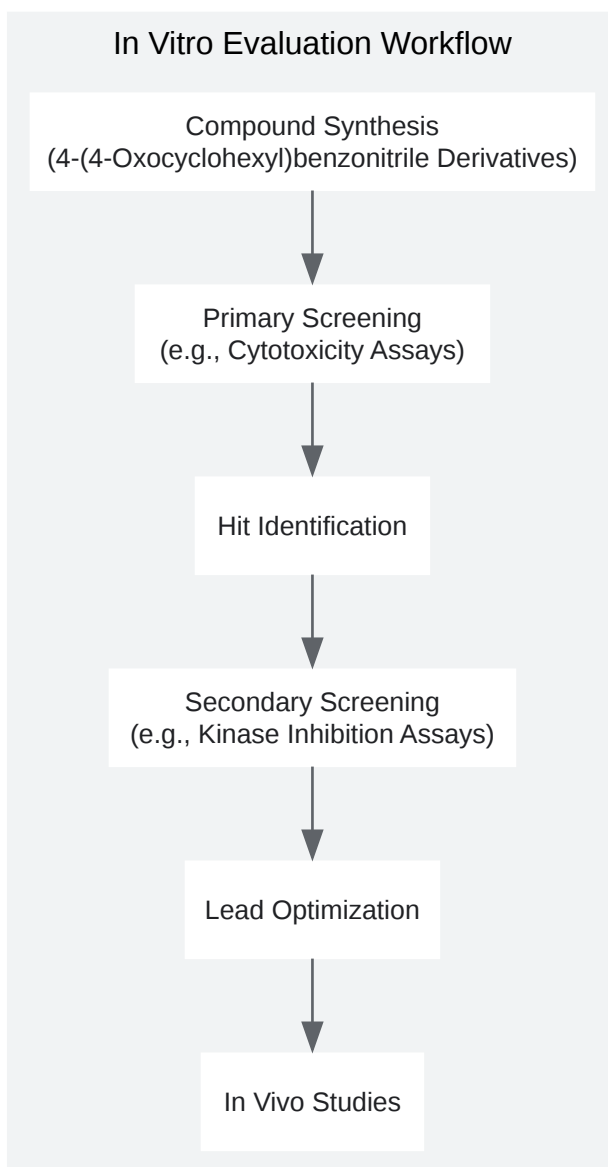 In Vitro Evaluation Workflow
Compound Synthesis
(4-(4-Oxocyclohexyl)benzonitrile Derivatives)
Primary Screening
(e.g., Cytotoxicity Assays)
Hit Identification
Secondary Screening
(e.g., Kinase Inhibition Assays)
Lead Optimization
In Vivo Studies